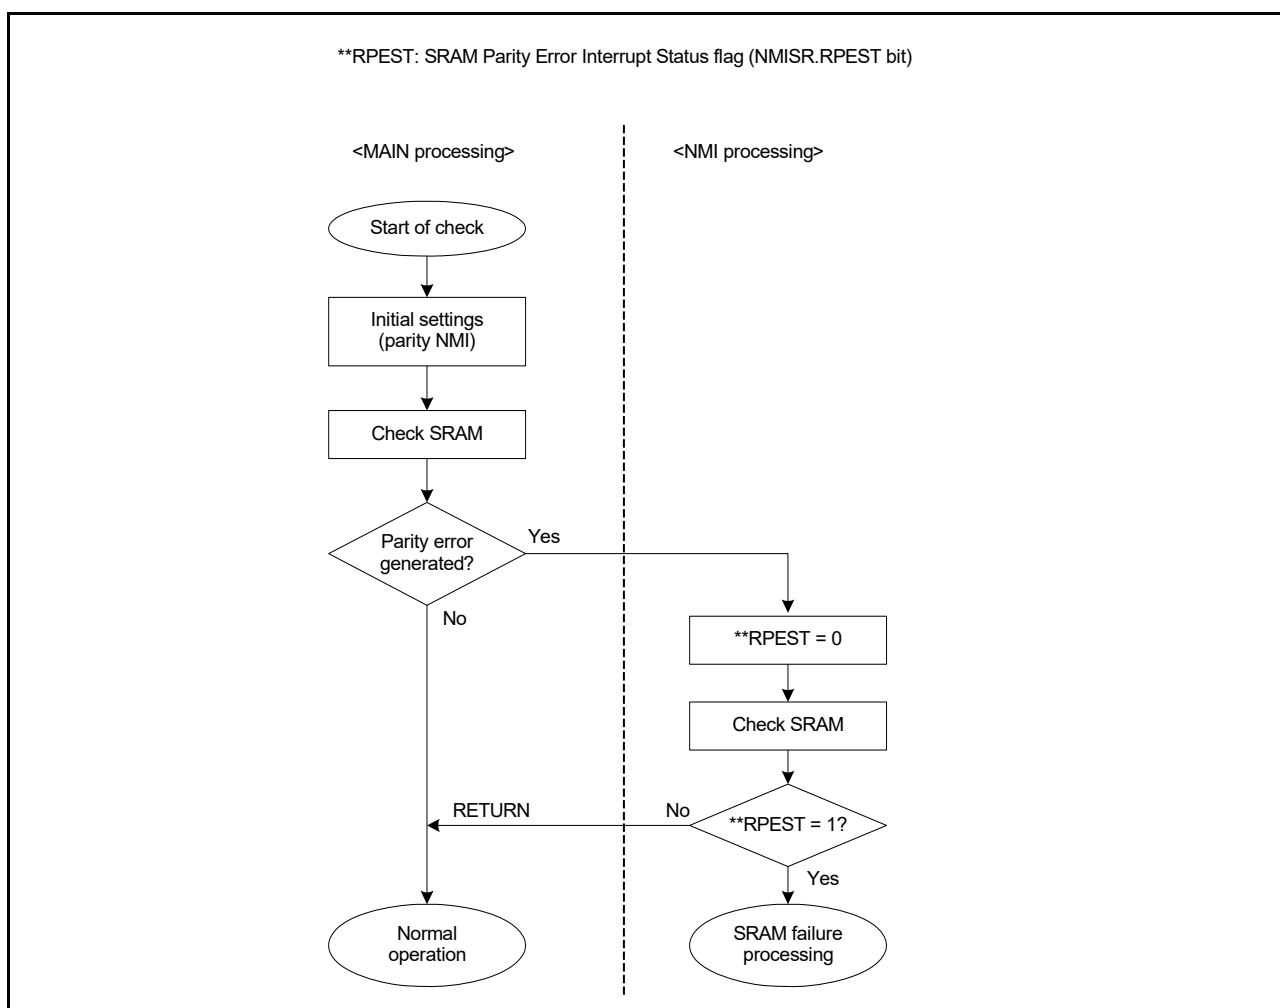 **RPEST: SRAM Parity Error Interrupt Status flag (NMISR.RPEST bit)
<MAIN processing>
<NMI processing>
Start of check
Initial settings
(parity NMI)
Check SRAM
Parity error
generated?
Yes
No
**RPEST = 0
Check SRAM
**RPEST = 1?
No
RETURN
Yes
Normal
operation
SRAM failure
processing